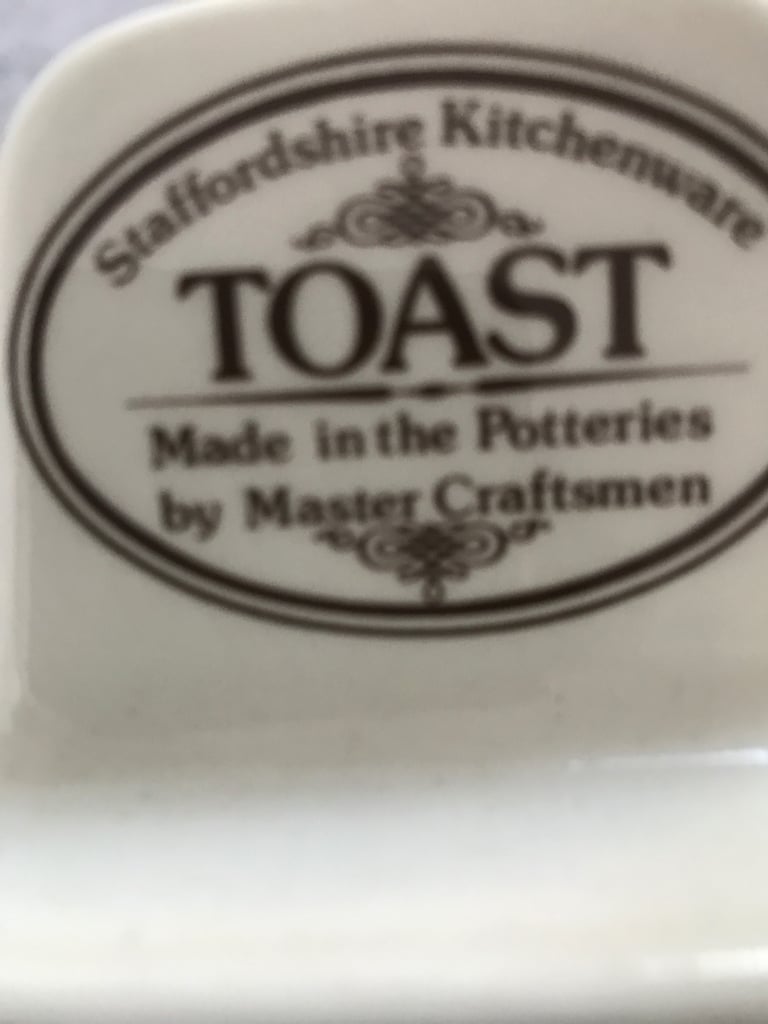 Staffordshire Kitchenware
TOAST
Made in the Potteries
by Master Craftsmen